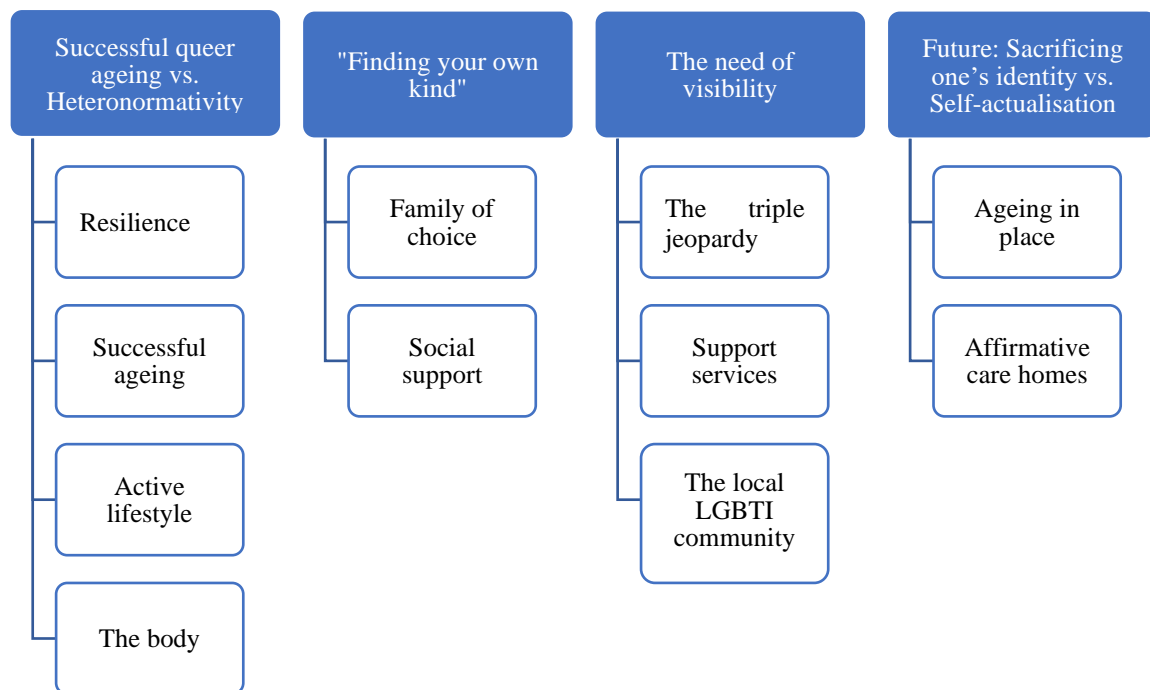 Successful queer
ageing vs.
Heteronormativity
Resilience
Successful
ageing
Active
lifestyle
The body
"Finding your own
kind"
Family of
choice
Social
support
The need of
visibility
The triple
jeopardy
Support
services
The local
LGBTI
community
Future: Sacrificing
one’s identity vs.
Self-actualisation
Ageing in
place
Affirmative
care homes